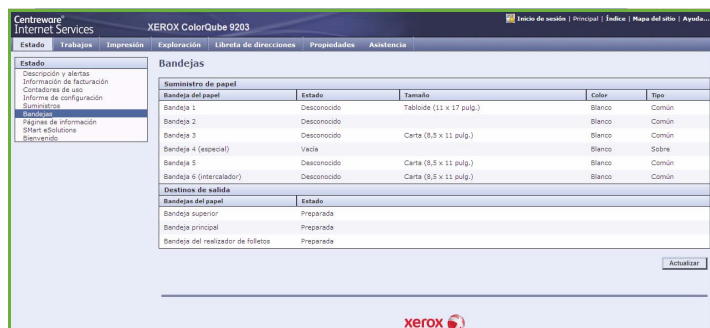 Centreware®
Internet Services
XEROX ColorQube 9203
Inicio de sesión | Principal | Índice | Mapa del sitio | Ayuda...
Estado Trabajos Impresión Exploración Libreta de direcciones Propiedades Asistencia
Estado
Descripción y alertas
Información de facturación
Contadores de uso
Informe de configuración
Suministros
Bandejas
Páginas de información
SMart eSolutions
Bienvenido
Bandejas
Suministro de papel
Bandeja del papel Estado Tamaño Color Tipo
Bandeja 1 Desconocido Tabloide (11 x 17 pulg.) Blanco Común
Bandeja 2 Desconocido Blanco Común
Bandeja 3 Desconocido Carta (8,5 x 11 pulg.) Blanco Común
Bandeja 4 (especial) Vacía Blanco Sobre
Bandeja 5 Desconocido Carta (8,5 x 11 pulg.) Blanco Común
Bandeja 6 (intercalador) Desconocido Carta (8,5 x 11 pulg.) Blanco Común
Destinos de salida
Bandejas del papel Estado
Bandeja superior Preparada
Bandeja principal Preparada
Bandeja del realizador de folletos Preparada
Actualizar
xerox